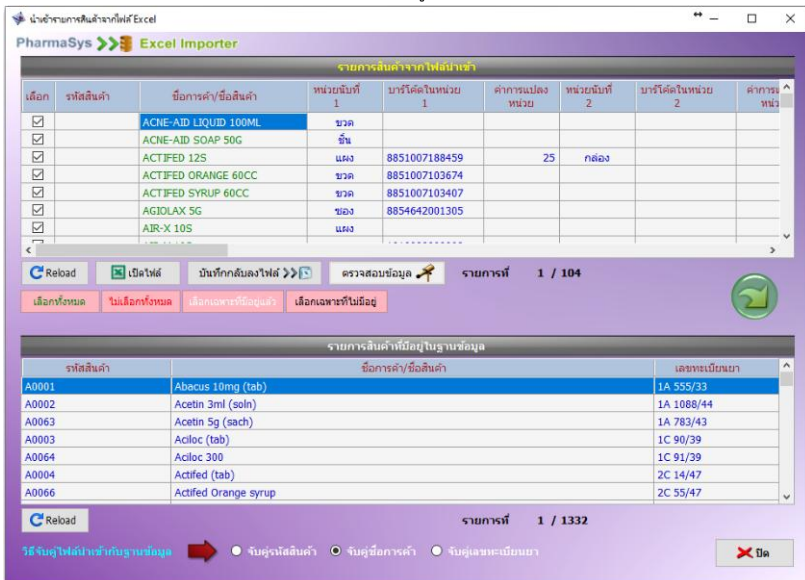 นำเข้ารายการสินค้าจากไฟล์ Excel
PharmaSys Excel Importer
รายการสินค้าจากไฟล์นำเข้า
เลือก รหัสสินค้า ชื่อการค้า/ชื่อสินค้า หน่วยนับที่ 1 บาร์โค้ดในหน่วย 1 ค่าการแปลงหน่วย หน่วยนับที่ 2 บาร์โค้ดในหน่วย 2
ACNE-AID LIQUID 100ML ขวด
ACNE-AID SOAP 50G ชิ้น
ACTIFED 12S แผง 8851007188459 25 กล่อง
ACTIFED ORANGE 60CC ขวด 8851007103674
ACTIFED SYRUP 60CC ขวด 8851007103407
AGIOLAX 5G ซอง 8854642001305
AIR-X 10S แผง
Reload เปิดไฟล์ บันทึกกลับลงไฟล์ >> ตรวจสอบข้อมูล รายการที่ 1 / 104
เลือกทั้งหมด ไม่เลือกทั้งหมด เลือกเฉพาะที่มีอยู่แล้ว เลือกเฉพาะที่ไม่มีอยู่
รายการสินค้าที่มีอยู่ในฐานข้อมูล
รหัสสินค้า ชื่อการค้า/ชื่อสินค้า เลขทะเบียนยา
A0001 Abacus 10mg (tab) 1A 555/33
A0002 Acetin 3ml (soln) 1A 1088/44
A0063 Acetin 5g (sach) 1A 783/43
A0003 Aciloc (tab) 1C 90/39
A0064 Aciloc 300 1C 91/39
A0004 Actifed (tab) 2C 14/47
A0066 Actifed Orange syrup 2C 55/47
Reload รายการที่ 1 / 1332
วิธีจับคู่ไฟล์นำเข้ากับฐานข้อมูล จับคู่รหัสสินค้า จับคู่ชื่อการค้า จับคู่เลขทะเบียนยา ปิด